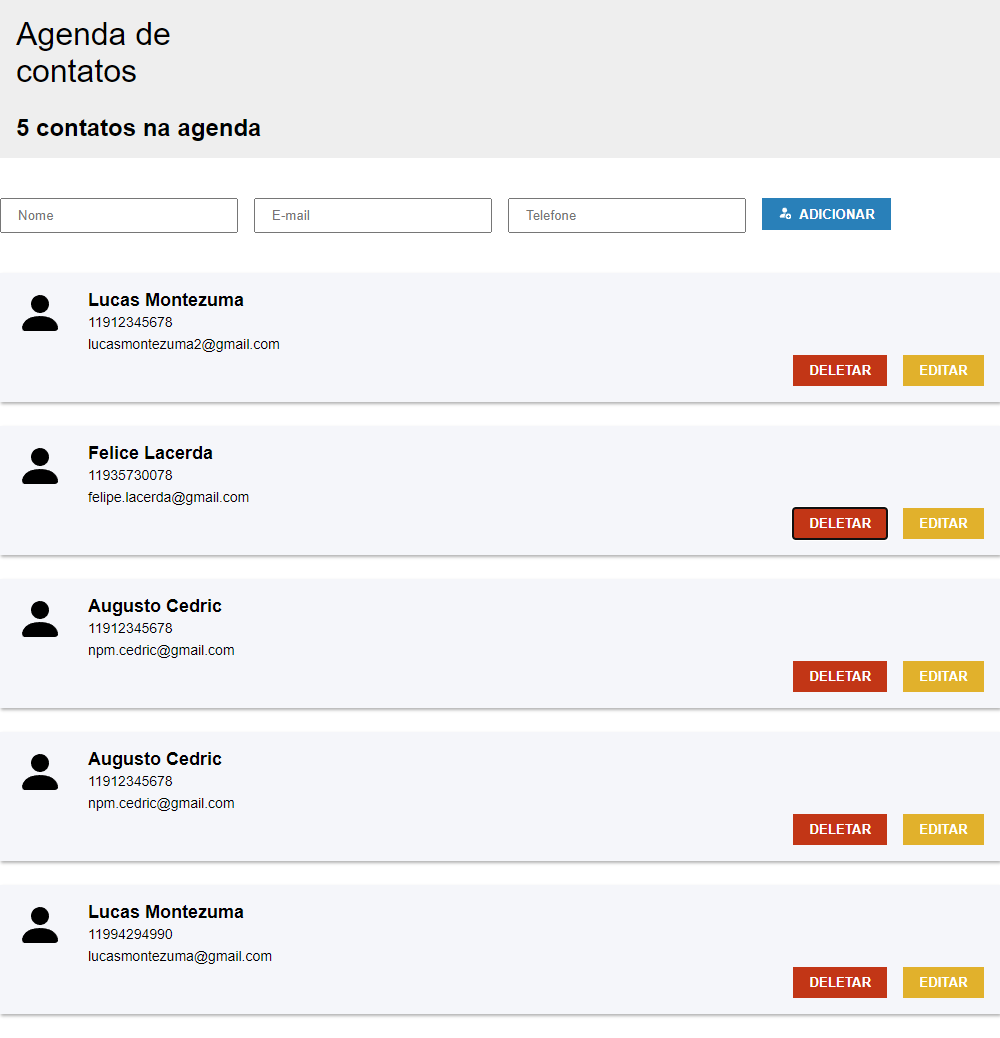 Agenda de
contatos
5 contatos na agenda
Nome E-mail Telefone ADICIONAR
Lucas Montezuma
11912345678
lucasmontezuma2@gmail.com
DELETAR EDITAR
Felice Lacerda
11935730078
felipe.lacerda@gmail.com
DELETAR EDITAR
Augusto Cedric
11912345678
npm.cedric@gmail.com
DELETAR EDITAR
Augusto Cedric
11912345678
npm.cedric@gmail.com
DELETAR EDITAR
Lucas Montezuma
11994294990
lucasmontezuma@gmail.com
DELETAR EDITAR